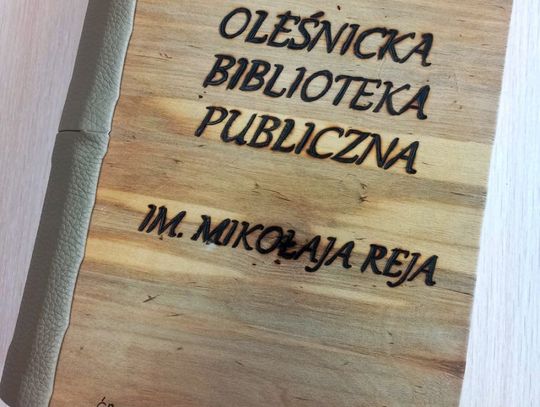 OLEŚNICKA
BIBLIOTEKA
PUBLICZNA
IM. MIKOŁAJA REJA